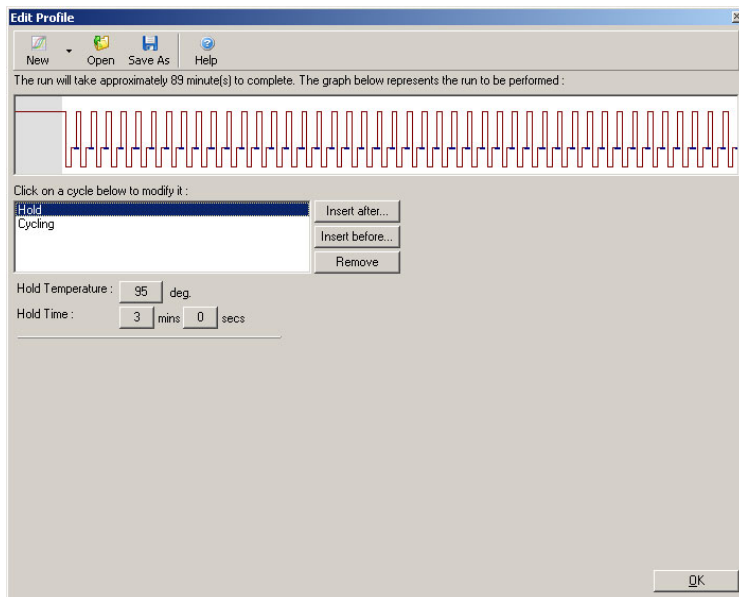 Edit Profile
New Open Save As Help
The run will take approximately 89 minute(s) to complete. The graph below represents the run to be performed :
Click on a cycle below to modify it :
Hold
Cycling
Insert after...
Insert before...
Remove
Hold Temperature : 95 deg.
Hold Time : 3 mins 0 secs
OK